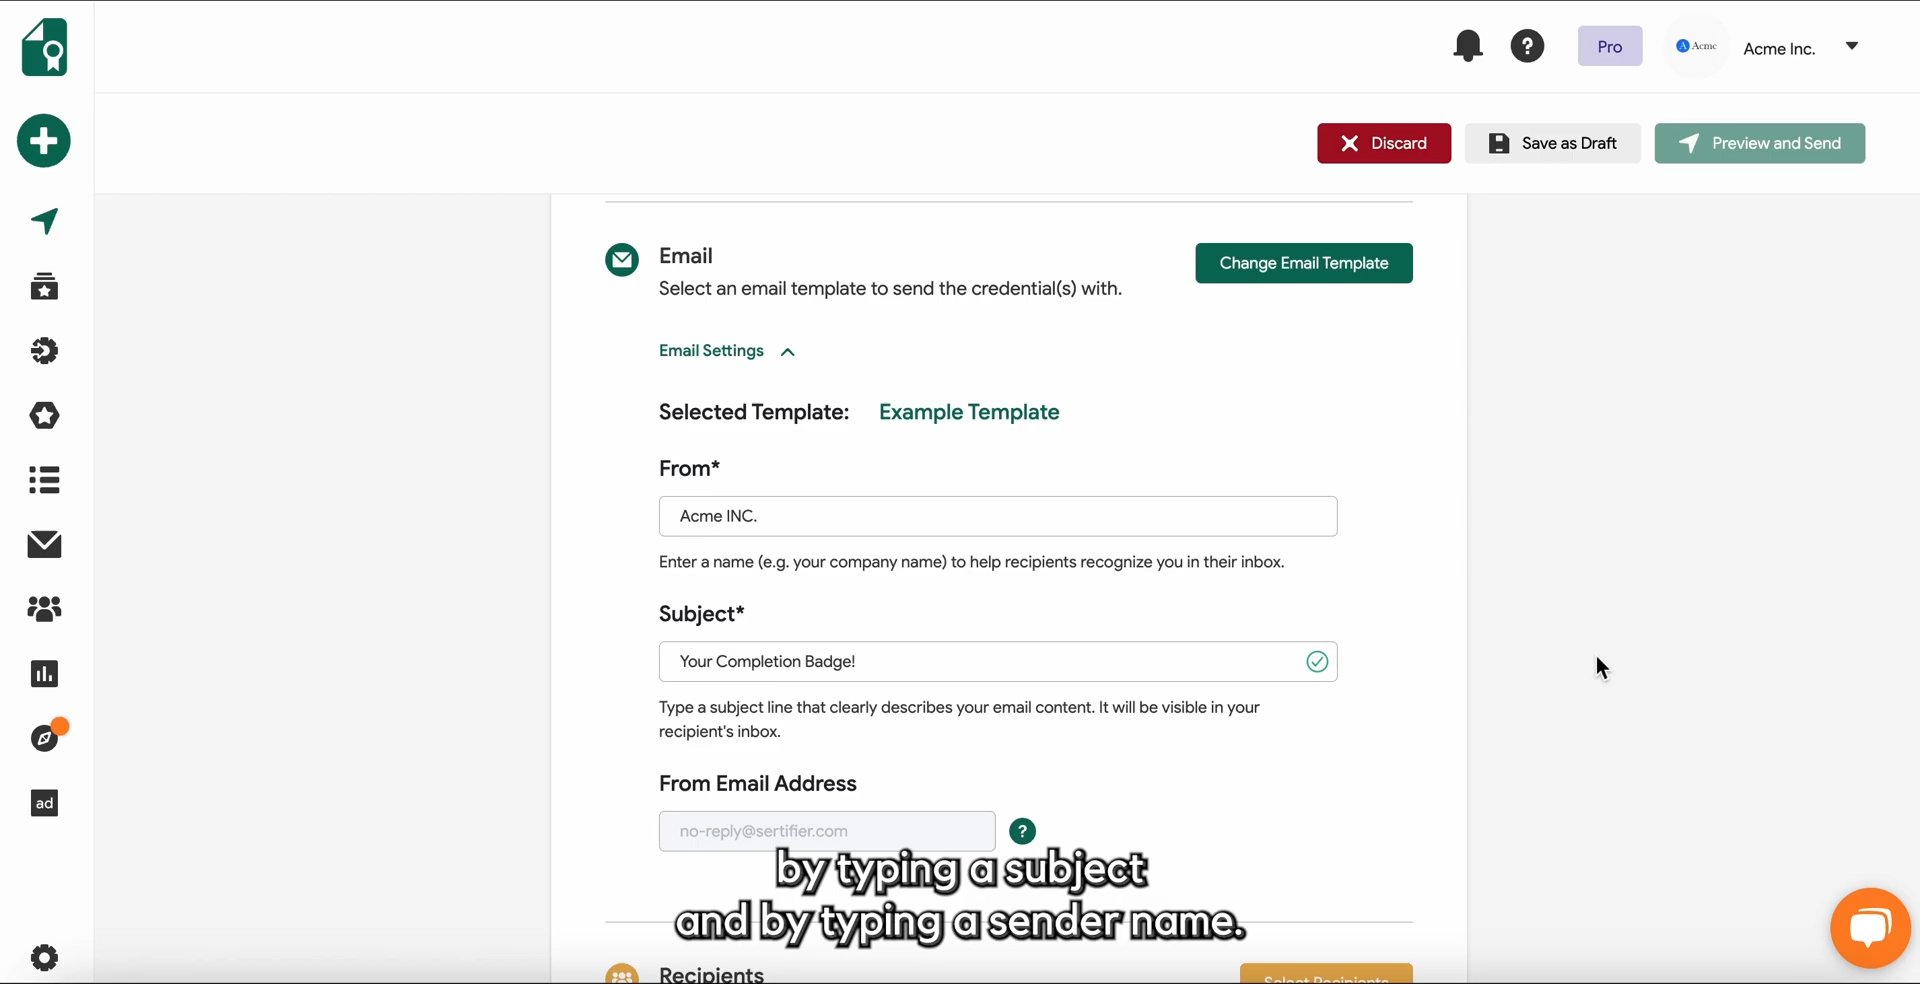 Pro
Acme
Acme Inc.
Discard
Save as Draft
Preview and Send
Email
Change Email Template
Select an email template to send the credential(s) with.
Email Settings
Selected Template: Example Template
From*
Acme INC.
Enter a name (e.g. your company name) to help recipients recognize you in their inbox.
Subject*
Your Completion Badge!
Type a subject line that clearly describes your email content. It will be visible in your
recipient's inbox.
From Email Address
no-reply@sertifier.com
?
ad
by typing a subject
and by typing a sender name.
Recipients
Select Recipients